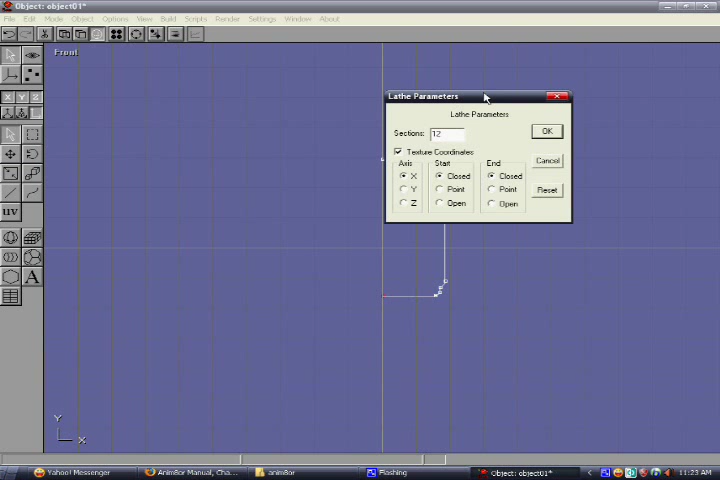 Object: object01*
File Edit Mode Object Options View Build Scripts Render Settings Window About
Front
X Y Z
uv
A
Lathe Parameters
Lathe Parameters
Sections: 12
OK
Texture Coordinates
Cancel
Axis Start End
X Closed Closed
Y Point Point
Reset
Z Open Open
Y
X
Yahoo! Messenger Anim8or Manual, Cha... anim8or Flashing Object: object01* 11:23 AM